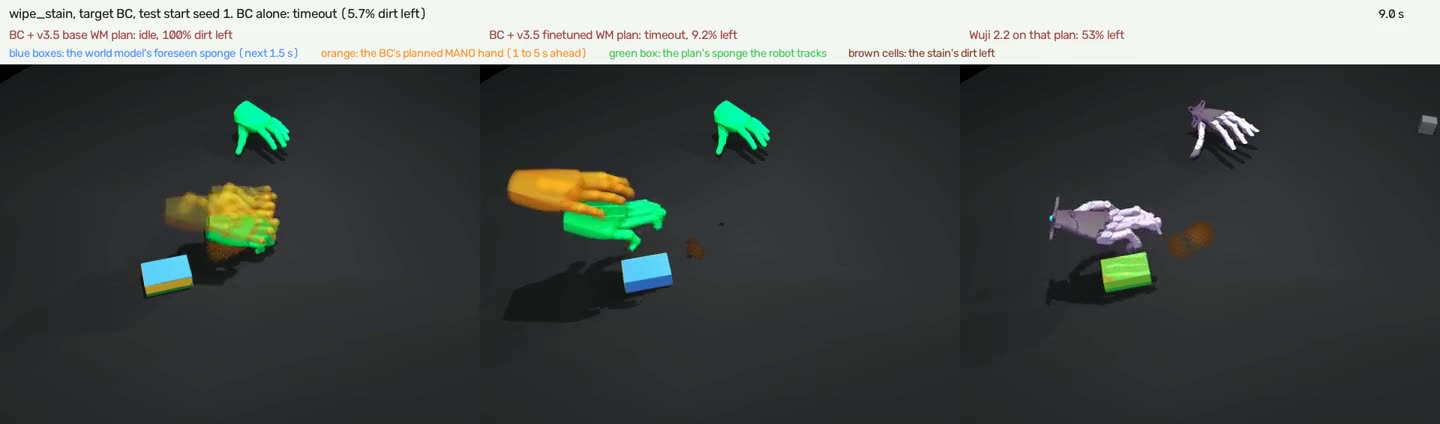 wipe_stain, target BC, test start seed 1. BC alone: timeout (5.7% dirt left)
9.0 s
BC + v3.5 base WM plan: idle, 100% dirt left
BC + v3.5 finetuned WM plan: timeout, 9.2% left
Wuji 2.2 on that plan: 53% left
blue boxes: the world model's foreseen sponge (next 1.5 s)
orange: the BC's planned MANO hand (1 to 5 s ahead)
green box: the plan's sponge the robot tracks
brown cells: the stain's dirt left